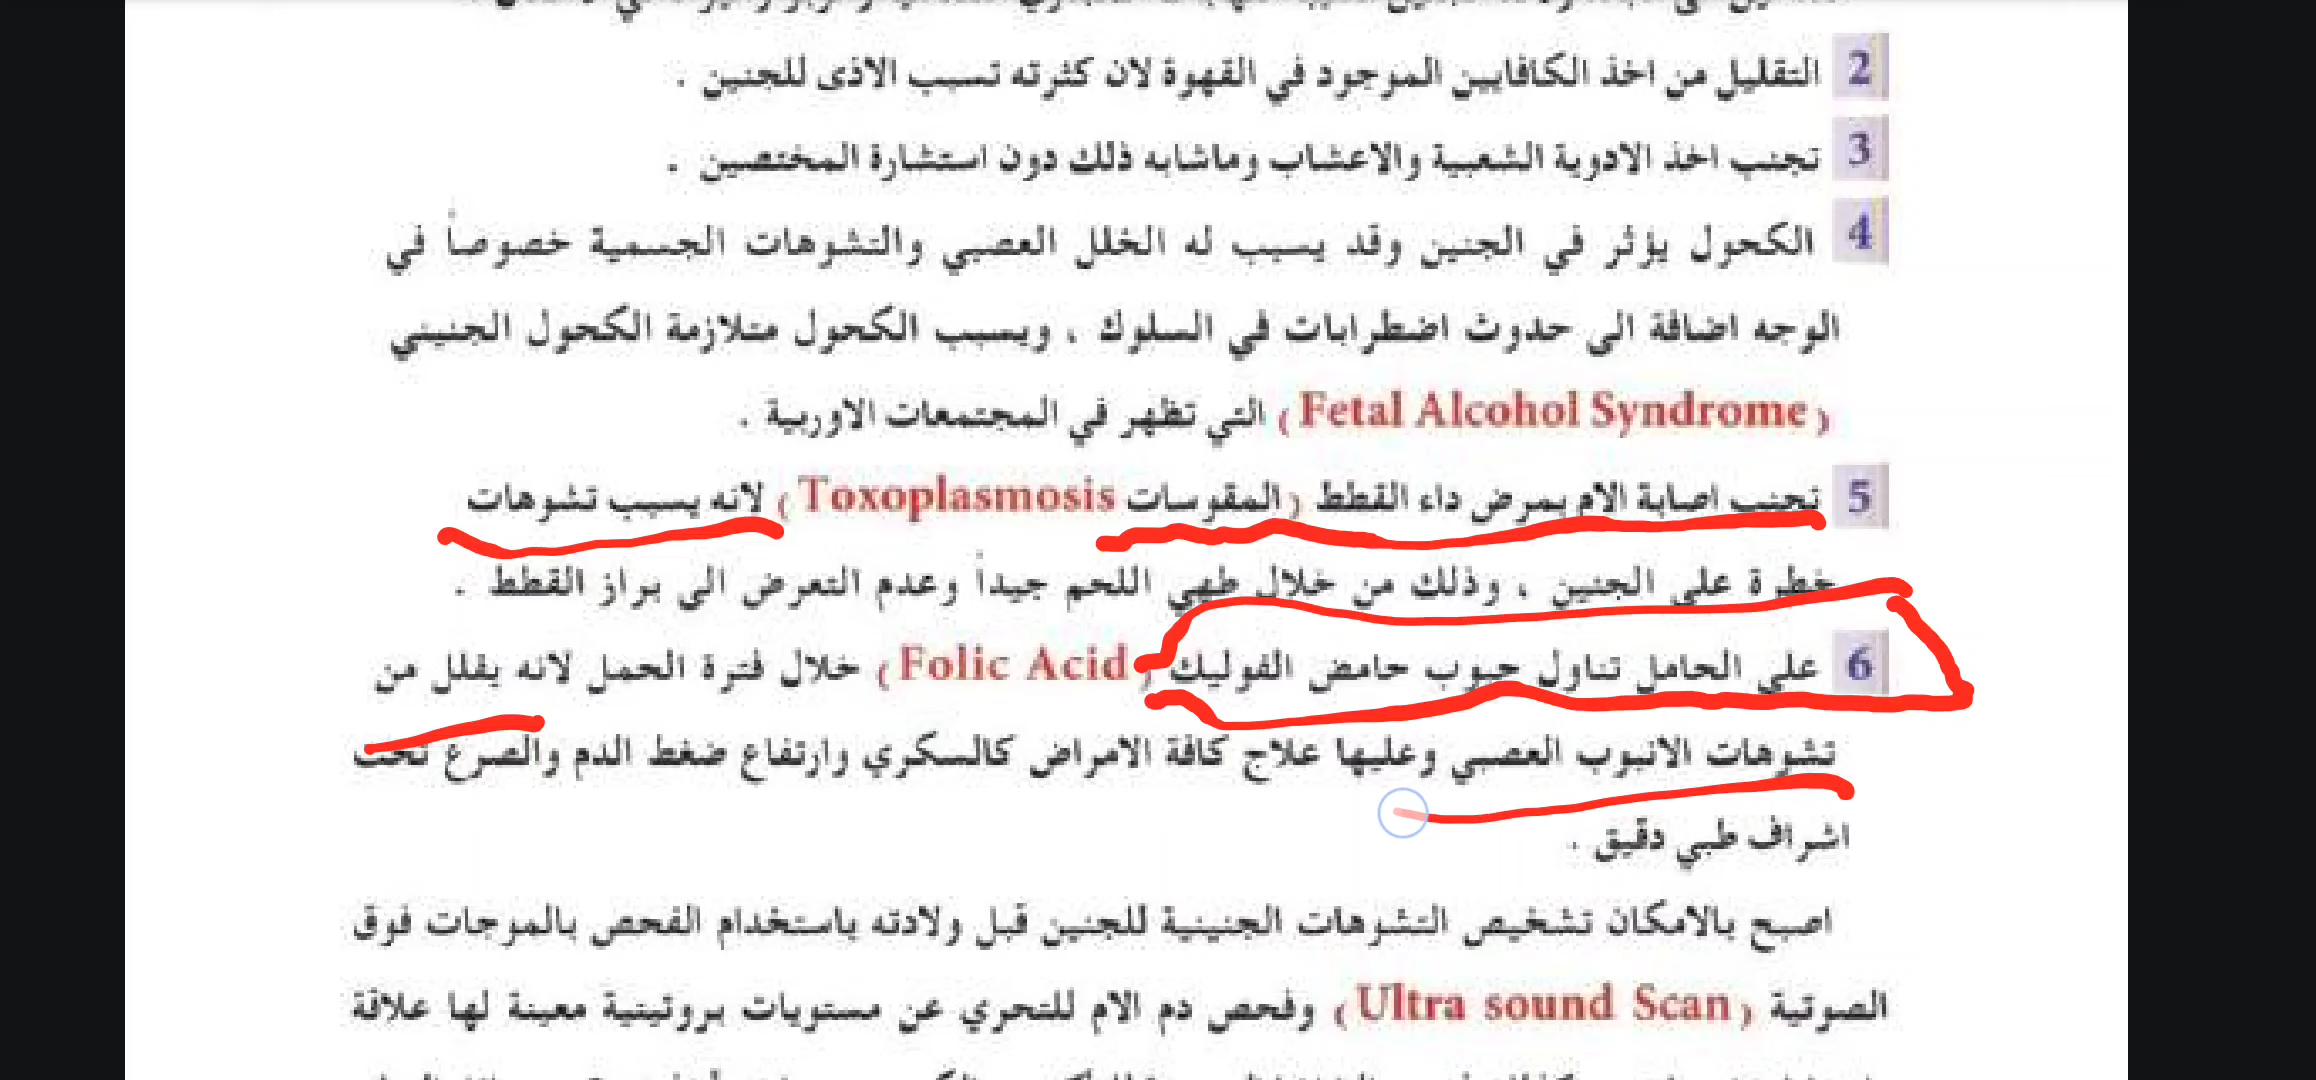 2 التقليل من اخذ الكافايين الموجود في القهوة لان كثرته تسبب الاذى للجنين .
3 تجنب اخذ الادوية الشعبية والاعشاب وماشابه ذلك دون استشارة المختصين .
4 الكحول يؤثر في الجنين وقد يسبب له الخلل العصبي والتشوهات الجسمية خصوصاً في
الوجه اضافة الى حدوث اضطرابات في السلوك ، ويسبب الكحول متلازمة الكحول الجنيني
( Fetal Alcohol Syndrome ) التي تظهر في المجتمعات الاوربية .
5 تجنب اصابة الام بمرض داء القطط ( المقوسات Toxoplasmosis ) لانه يسبب تشوهات
خطرة على الجنين ، وذلك من خلال طهي اللحم جيداً وعدم التعرض الى براز القطط .
6 على الحامل تناول حبوب حامض الفوليك ( Folic Acid ) خلال فترة الحمل لانه يقلل من
تشوهات الانبوب العصبي وعليها علاج كافة الامراض كالسكري وارتفاع ضغط الدم والصرع تحت
اشراف طبي دقيق .
اصبح بالامكان تشخيص التشوهات الجنينية للجنين قبل ولادته باستخدام الفحص بالموجات فوق
الصوتية ( Ultra sound Scan ) وفحص دم الام للتحري عن مستويات بروتينية معينة لها علاقة